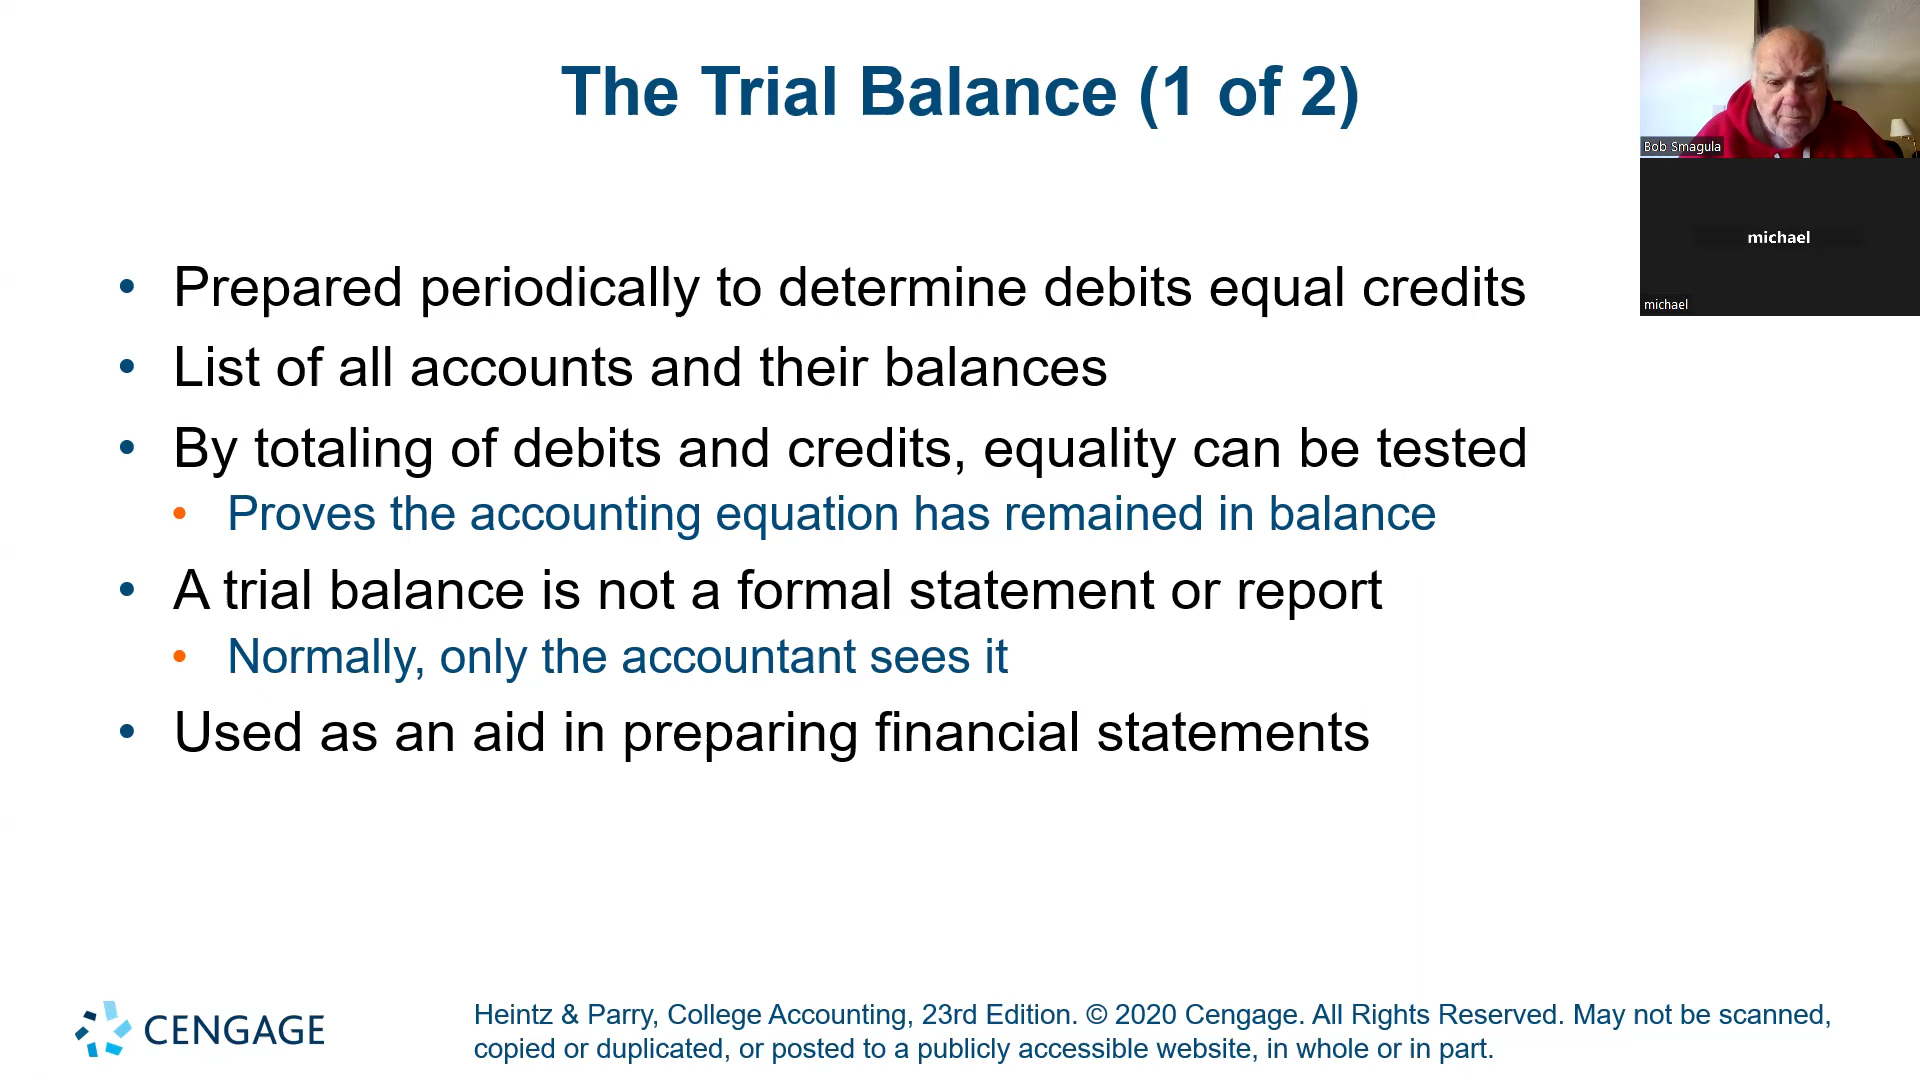 The Trial Balance (1 of 2)
Bob Smagula
michael
michael
• Prepared periodically to determine debits equal credits
• List of all accounts and their balances
• By totaling of debits and credits, equality can be tested
• Proves the accounting equation has remained in balance
• A trial balance is not a formal statement or report
• Normally, only the accountant sees it
• Used as an aid in preparing financial statements
CENGAGE
Heintz & Parry, College Accounting, 23rd Edition. © 2020 Cengage. All Rights Reserved. May not be scanned,
copied or duplicated, or posted to a publicly accessible website, in whole or in part.